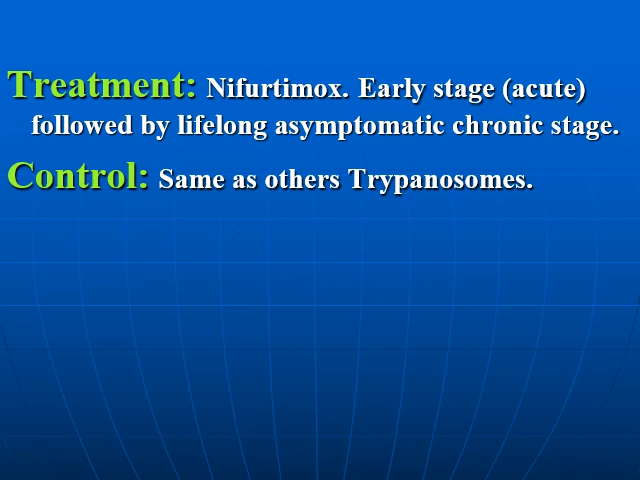 Treatment: Nifurtimox. Early stage (acute)
followed by lifelong asymptomatic chronic stage.
Control: Same as others Trypanosomes.